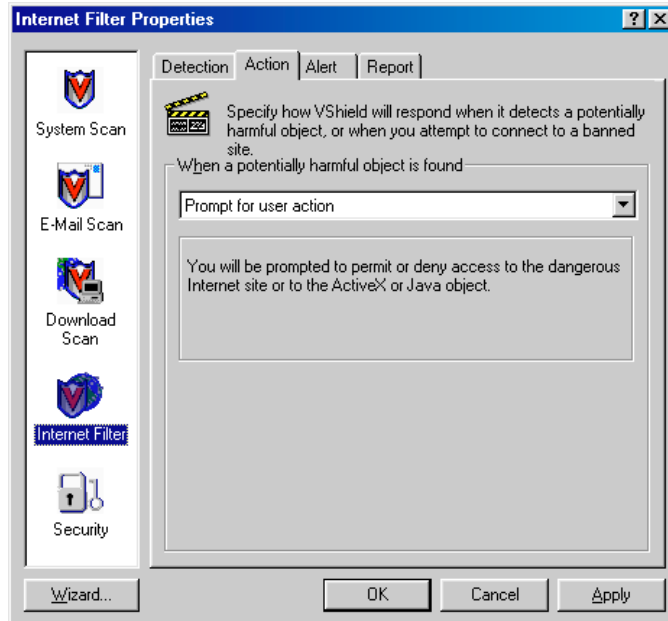 Internet Filter Properties
System Scan
E-Mail Scan
Download
Scan
Internet Filter
Security
Detection Action Alert Report
Specify how VShield will respond when it detects a potentially
harmful object, or when you attempt to connect to a banned
site.
When a potentially harmful object is found
Prompt for user action
You will be prompted to permit or deny access to the dangerous
Internet site or to the ActiveX or Java object.
Wizard... OK Cancel Apply